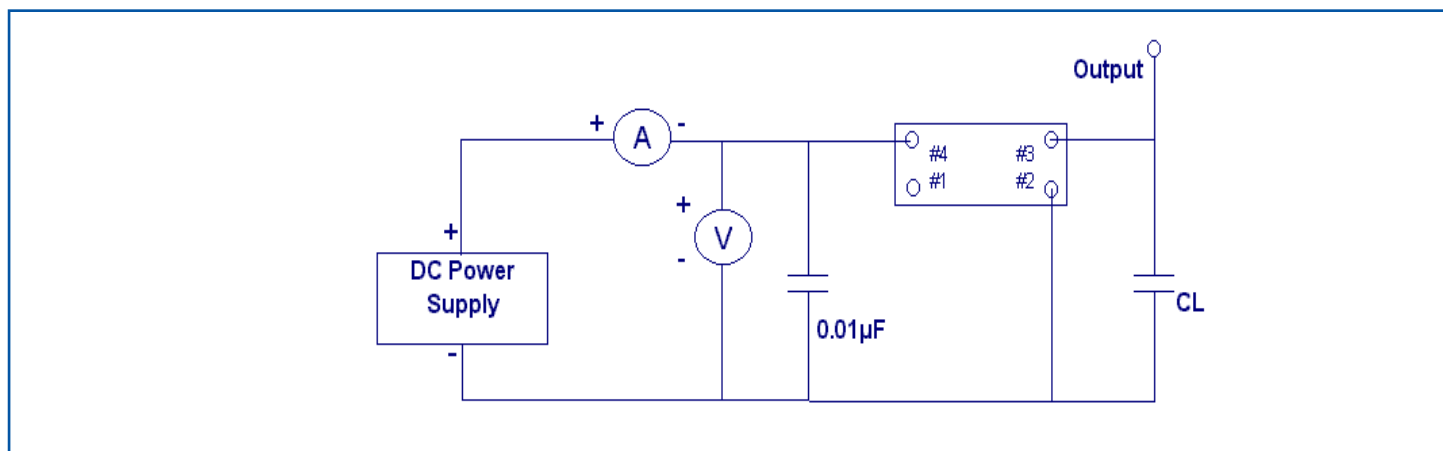 Output
+ A -
#4 #3
#1 #2
+
V
-
+
DC Power
Supply
-
0.01µF
CL